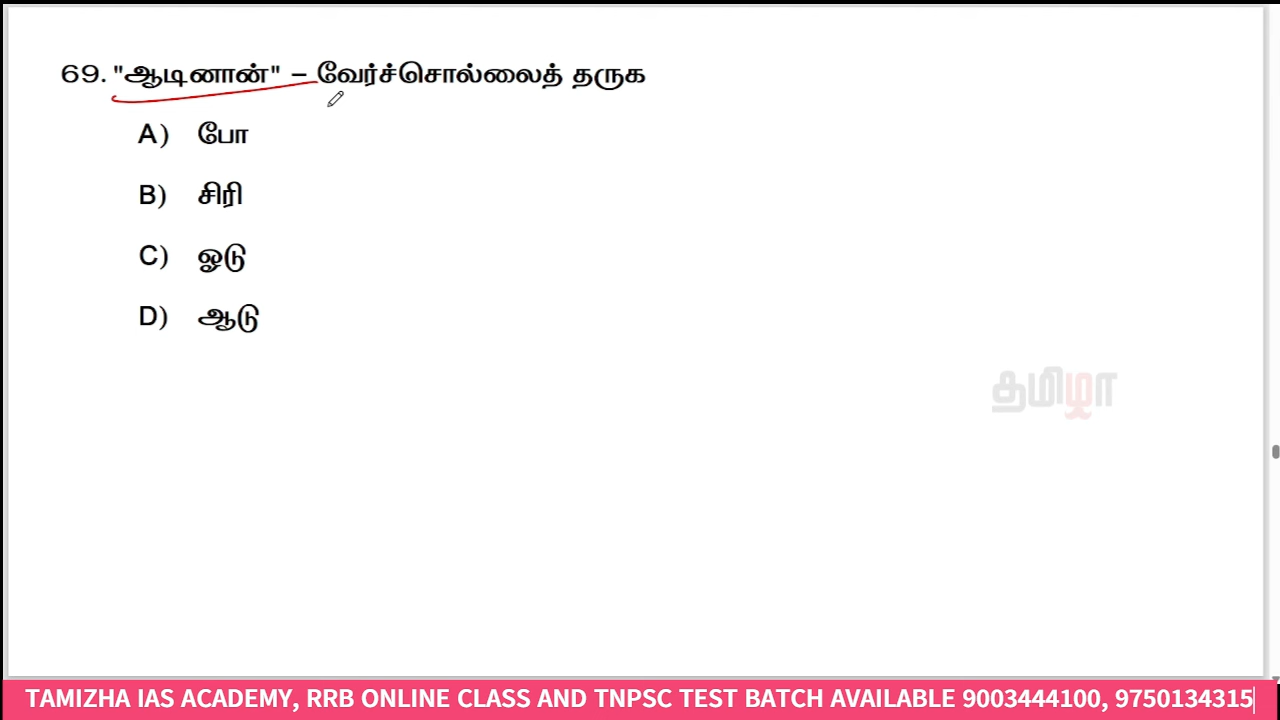 69. "ஆடினான்" – வேர்ச்சொல்லைத் தருக
A) போ
B) சிரி
C) ஓடு
D) ஆடு
தமிழா
TAMIZHA IAS ACADEMY, RRB ONLINE CLASS AND TNPSC TEST BATCH AVAILABLE 9003444100, 9750134315